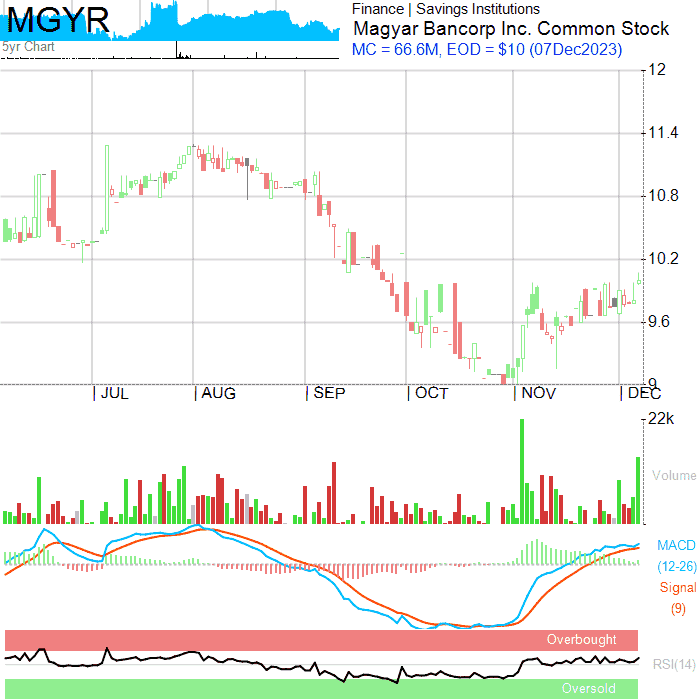 MGYR
5yr Chart
Finance | Savings Institutions
Magyar Bancorp Inc. Common Stock
MC = 66.6M, EOD = $10 (07Dec2023)
12
11.4
10.8
10.2
9.6
9
JUL AUG SEP OCT NOV DEC
22k
Volume
MACD
(12-26)
Signal
(9)
Overbought
RSI(14)
Oversold